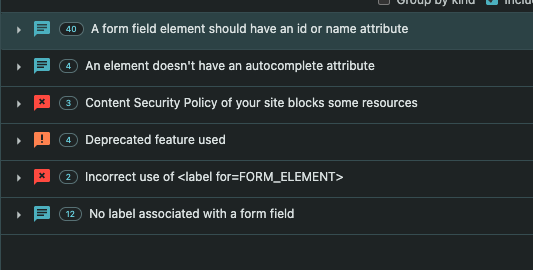 Group by kind Inclu
40 A form field element should have an id or name attribute
4 An element doesn't have an autocomplete attribute
3 Content Security Policy of your site blocks some resources
4 Deprecated feature used
2 Incorrect use of <label for=FORM_ELEMENT>
12 No label associated with a form field